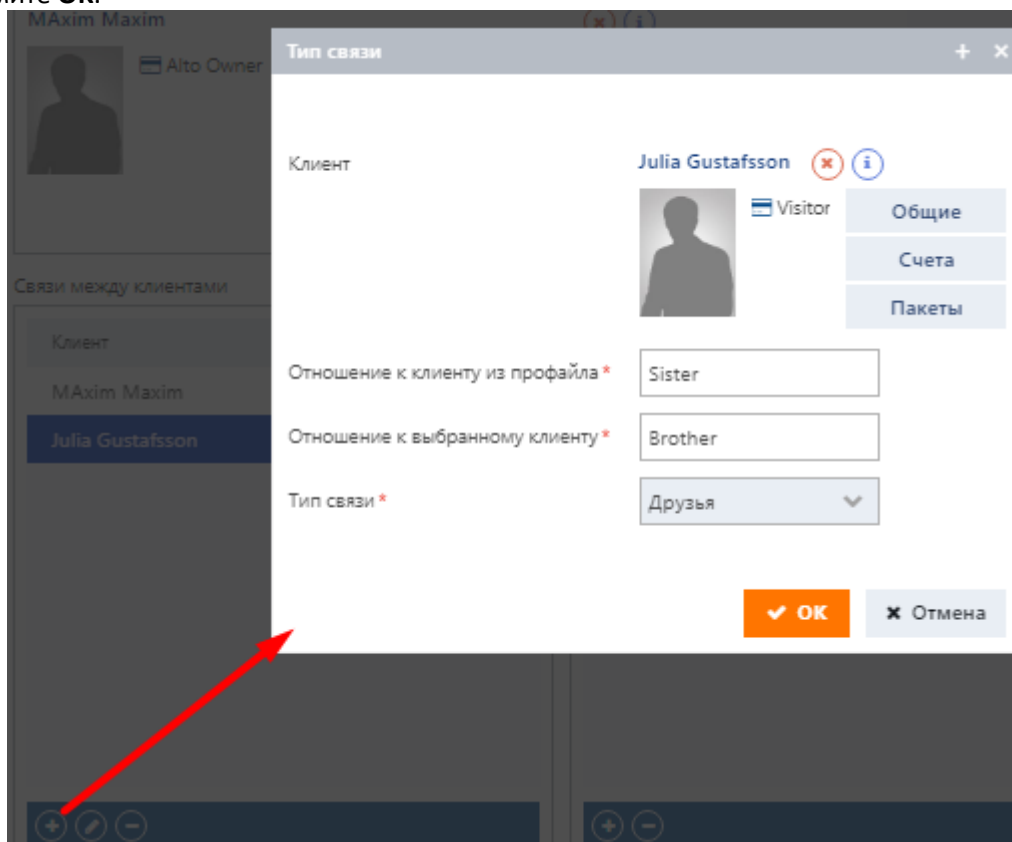 OK.
MAxim Maxim
Alto Owner
Тип связи
Клиент
Julia Gustafsson
Visitor
Общие
Счета
Пакеты
Связи между клиентами
Клиент
MAxim Maxim
Julia Gustafsson
Отношение к клиенту из профайла *
Sister
Отношение к выбранному клиенту *
Brother
Тип связи *
Друзья
OK
Отмена